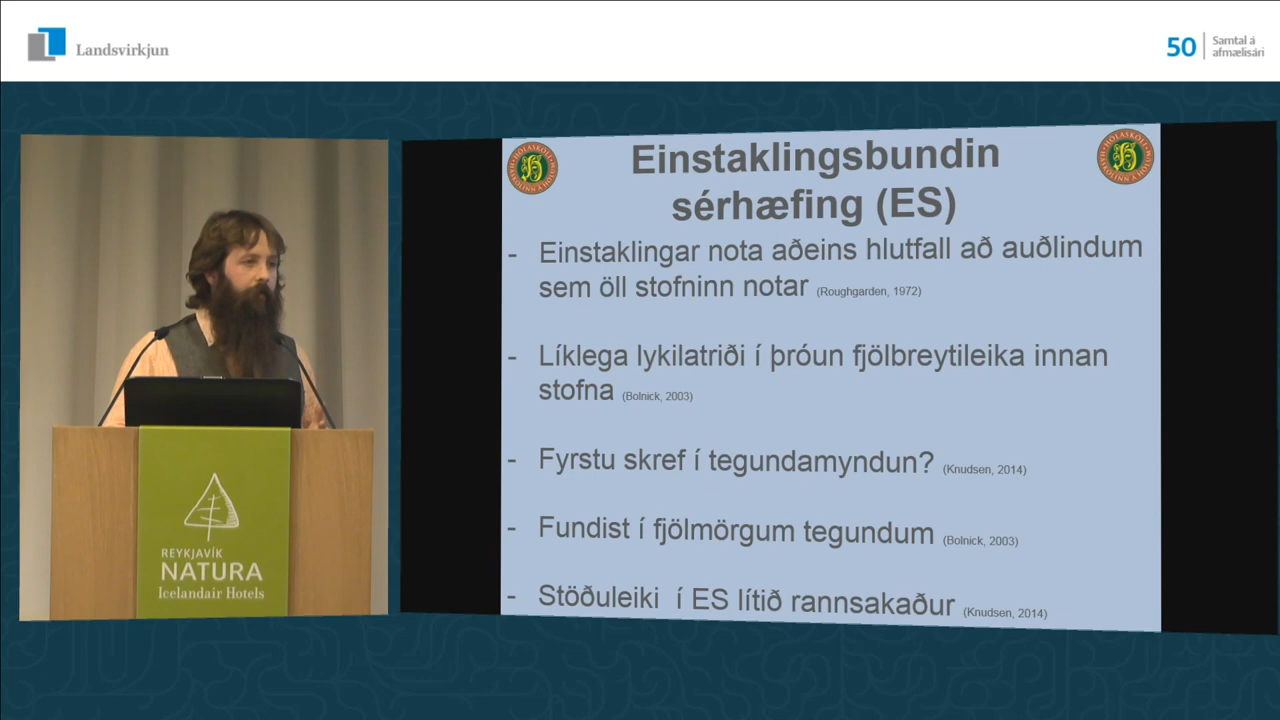 Landsvirkjun
50
Samtal á
afmælisári
Einstaklingsbundin
sérhæfing (ES)
- Einstaklingar nota aðeins hlutfall að auðlindum
sem öll stofninn notar (Roughgarden, 1972)
- Líklega lykilatriði í þróun fjölbreytileika innan
stofna (Bolnick, 2003)
- Fyrstu skref í tegundamyndun? (Knudsen, 2014)
- Fundist í fjölmörgum tegundum (Bolnick, 2003)
- Stöðuleiki í ES lítið rannsakaður (Knudsen, 2014)
REYKJAVÍK
NATURA
Icelandair Hotels